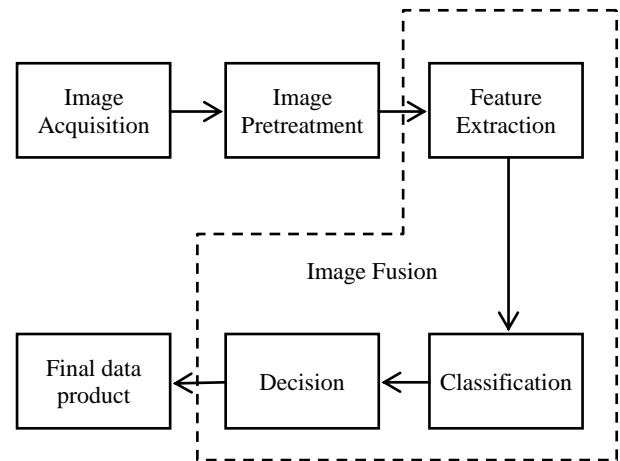 Image
Acquisition
Image
Pretreatment
Feature
Extraction
Image Fusion
Final data
product
Decision
Classification